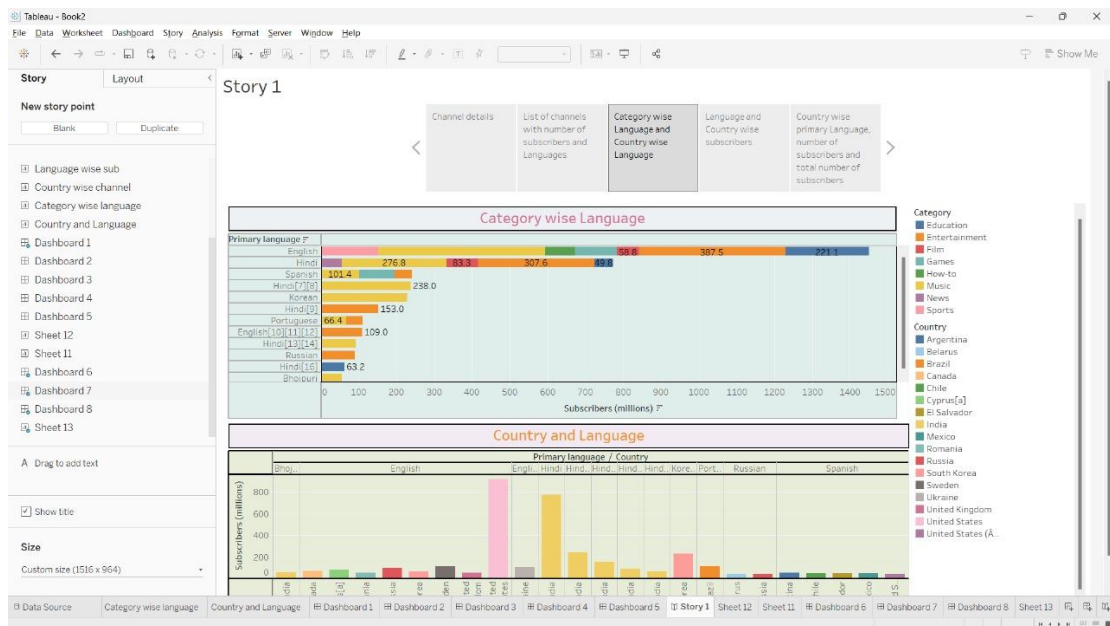 Tableau - Book2
File Data Worksheet Dashboard Story Analysis Format Server Window Help
Show Me
Story Layout
New story point
Blank Duplicate
Language wise sub
Country wise channel
Category wise language
Country and Language
Dashboard 1
Dashboard 2
Dashboard 3
Dashboard 4
Dashboard 5
Sheet 12
Sheet 11
Dashboard 6
Dashboard 7
Dashboard 8
Sheet 13
A Drag to add text
Show title
Size
Custom size (1516 x 964)
Story 1
Channel details
List of channels
with number of
subscribers and
Languages
Category wise
Language and
Country wise
Language
Language and
Country wise
subscribers
Country wise
primary Language,
number of
subscribers and
total number of
subscribers
Category wise Language
Primary language
English 58.8 387.5 221.1
Hindi 276.8 83.3 307.6 49.8
Spanish 101.4
Hindi[7][8] 238.0
Korean
Hindi[9] 153.0
Portuguese 66.4
English[10][11][12] 109.0
Hindi[13][14]
Russian
Hindi[16] 63.2
Bhojpuri
0 100 200 300 400 500 600 700 800 900 1000 1100 1200 1300 1400 1500
Subscribers (millions)
Country and Language
Primary language / Country
Bhoj.. English Engli.. Hindi Hind.. Hind.. Hind.. Hind.. Kore.. Port.. Russian Spanish
Subscribers (millions)
800
600
400
200
0
Category
Education
Entertainment
Film
Games
How-to
Music
News
Sports
Country
Argentina
Belarus
Brazil
Canada
Chile
Cyprus[a]
El Salvador
India
Mexico
Romania
Russia
South Korea
Sweden
Ukraine
United Kingdom
United States
United States (Â..
Data Source Category wise language Country and Language Dashboard 1 Dashboard 2 Dashboard 3 Dashboard 4 Dashboard 5 Story 1 Sheet 12 Sheet 11 Dashboard 6 Dashboard 7 Dashboard 8 Sheet 13